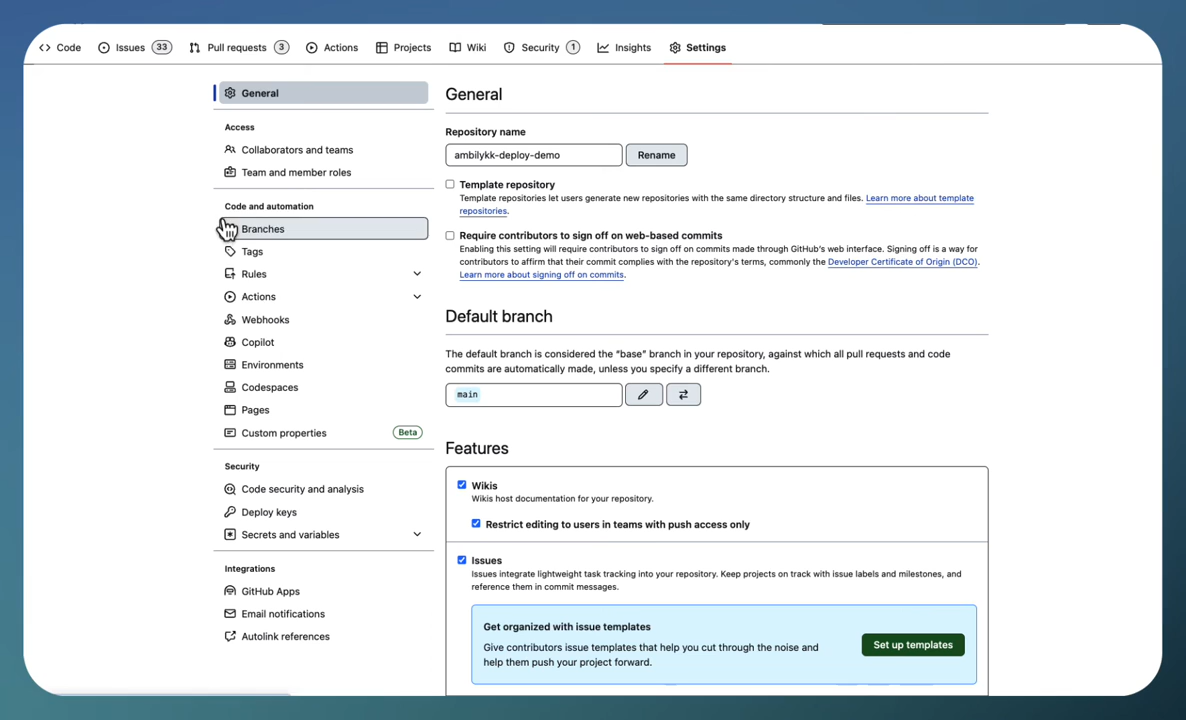 Code Issues 33 Pull requests 3 Actions Projects Wiki Security 1 Insights Settings
General
Access
Collaborators and teams
Team and member roles
Code and automation
Branches
Tags
Rules
Actions
Webhooks
Copilot
Environments
Codespaces
Pages
Custom properties Beta
Security
Code security and analysis
Deploy keys
Secrets and variables
Integrations
GitHub Apps
Email notifications
Autolink references
General
Repository name
ambilykk-deploy-demo Rename
Template repository
Template repositories let users generate new repositories with the same directory structure and files. Learn more about template
repositories.
Require contributors to sign off on web-based commits
Enabling this setting will require contributors to sign off on commits made through GitHub's web interface. Signing off is a way for
contributors to affirm that their commit complies with the repository's terms, commonly the Developer Certificate of Origin (DCO).
Learn more about signing off on commits.
Default branch
The default branch is considered the "base" branch in your repository, against which all pull requests and code
commits are automatically made, unless you specify a different branch.
main
Features
Wikis
Wikis host documentation for your repository.
Restrict editing to users in teams with push access only
Issues
Issues integrate lightweight task tracking into your repository. Keep projects on track with issue labels and milestones, and
reference them in commit messages.
Get organized with issue templates
Give contributors issue templates that help you cut through the noise and
help them push your project forward.
Set up templates